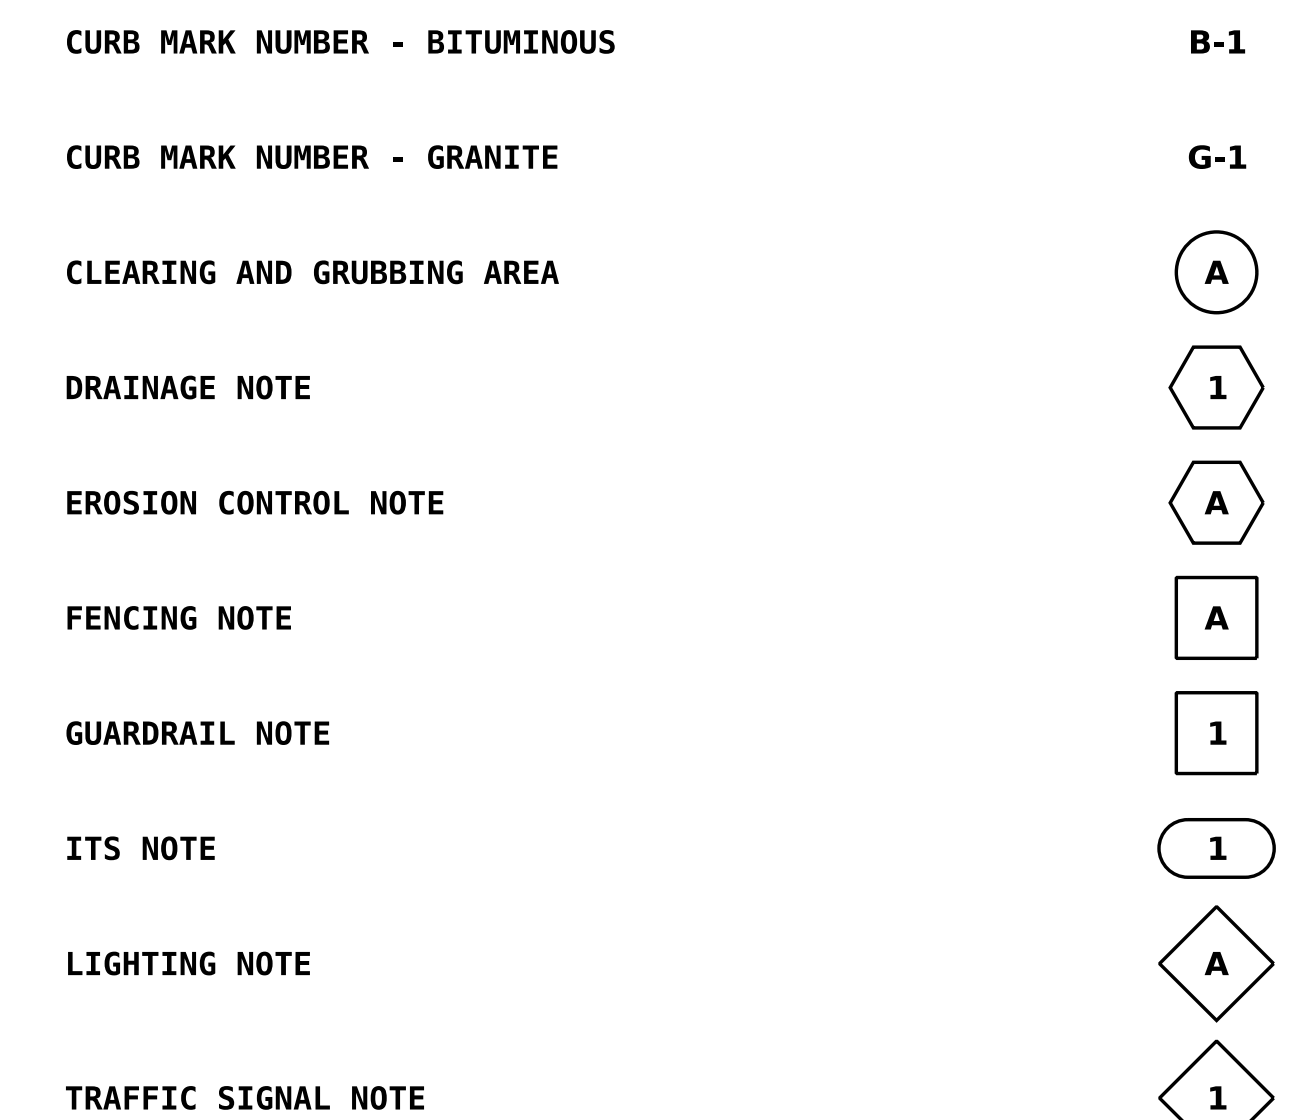 CURB MARK NUMBER - BITUMINOUS B-1
CURB MARK NUMBER - GRANITE G-1
CLEARING AND GRUBBING AREA A
DRAINAGE NOTE 1
EROSION CONTROL NOTE A
FENCING NOTE A
GUARDRAIL NOTE 1
ITS NOTE 1
LIGHTING NOTE A
TRAFFIC SIGNAL NOTE 1